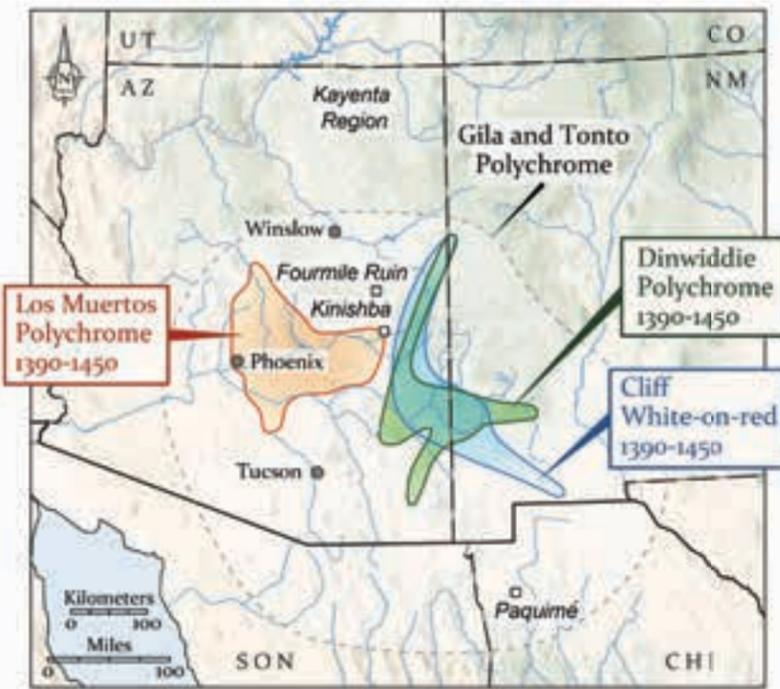 UT
CO
AZ
NM
N
Kayenta
Region
Gila and Tonto
Polychrome
Winslow
Fourmile Ruin
Kinishba
Dinwiddie
Polychrome
1390-1450
Los Muertos
Polychrome
1390-1450
Phoenix
Cliff
White-on-red
1390-1450
Tucson
Kilometers
0 100
Miles
0 100
Paquimé
SON
CHI